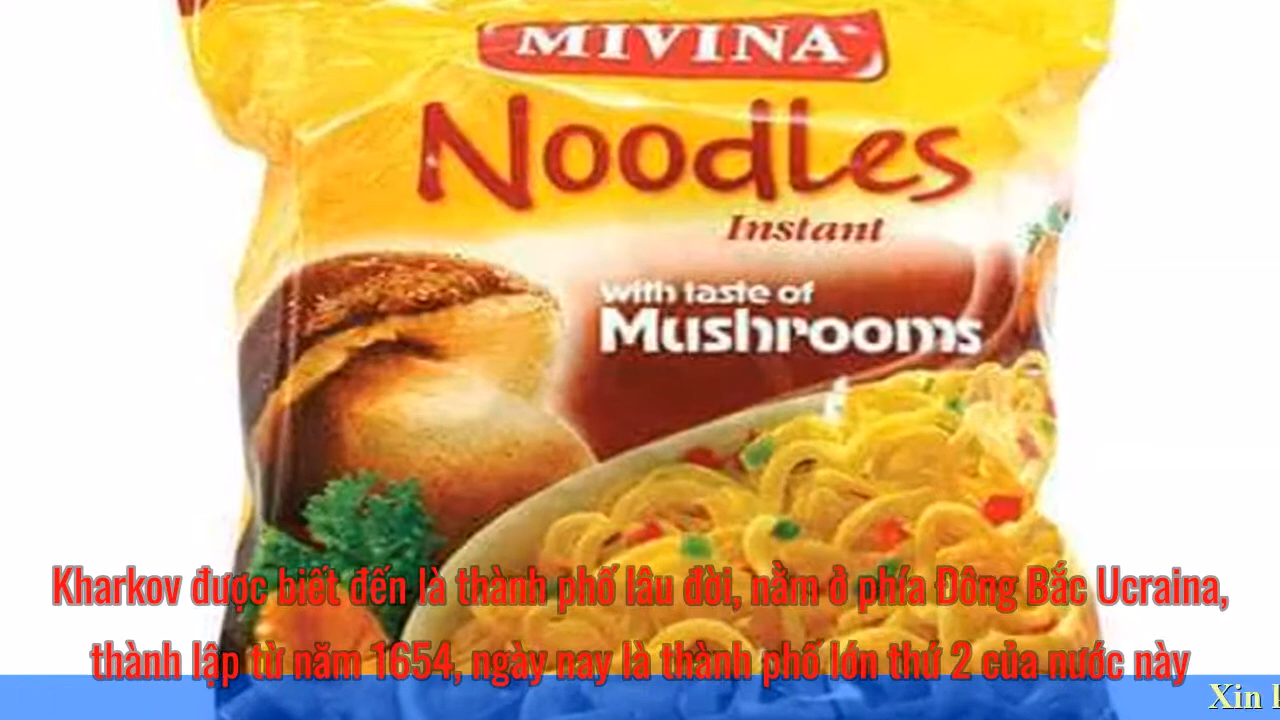 MIVINA
Noodles
Instant
with taste of
Mushrooms
Kharkov được biết đến là thành phố lâu đời, nằm ở phía Đông Bắc Ucraina,
thành lập từ năm 1654, ngày nay là thành phố lớn thứ 2 của nước này
Xin